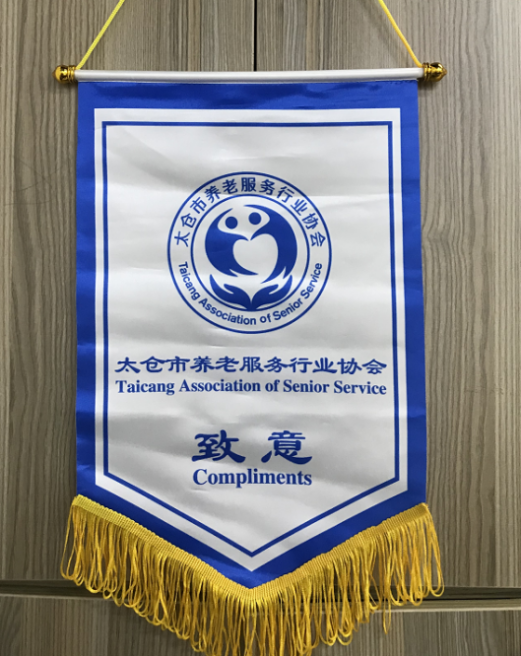 太仓市养老服务行业协会
Taicang Association of Senior Service
太仓市养老服务行业协会
Taicang Association of Senior Service
致意
Compliments